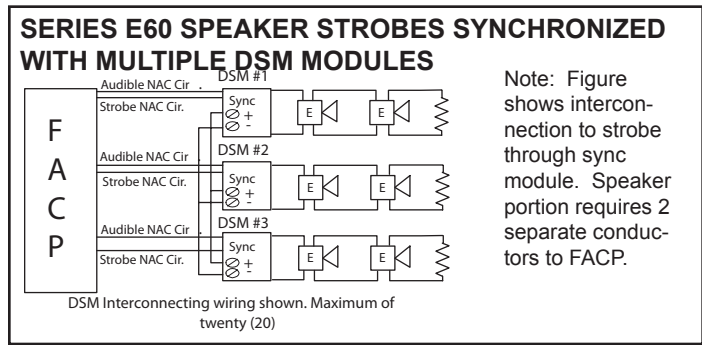 SERIES E60 SPEAKER STROBES SYNCHRONIZED
WITH MULTIPLE DSM MODULES
Audible NAC Cir .
DSM #1
Strobe NAC Cir.
Sync
+
-
E
E
Audible NAC Cir .
DSM #2
Strobe NAC Cir.
Sync
+
-
E
E
Audible NAC Cir .
DSM #3
Strobe NAC Cir.
Sync
+
-
E
E
F
A
C
P
DSM Interconnecting wiring shown. Maximum of
twenty (20)
Note: Figure
shows intercon-
nection to strobe
through sync
module. Speaker
portion requires 2
separate conduc-
tors to FACP.